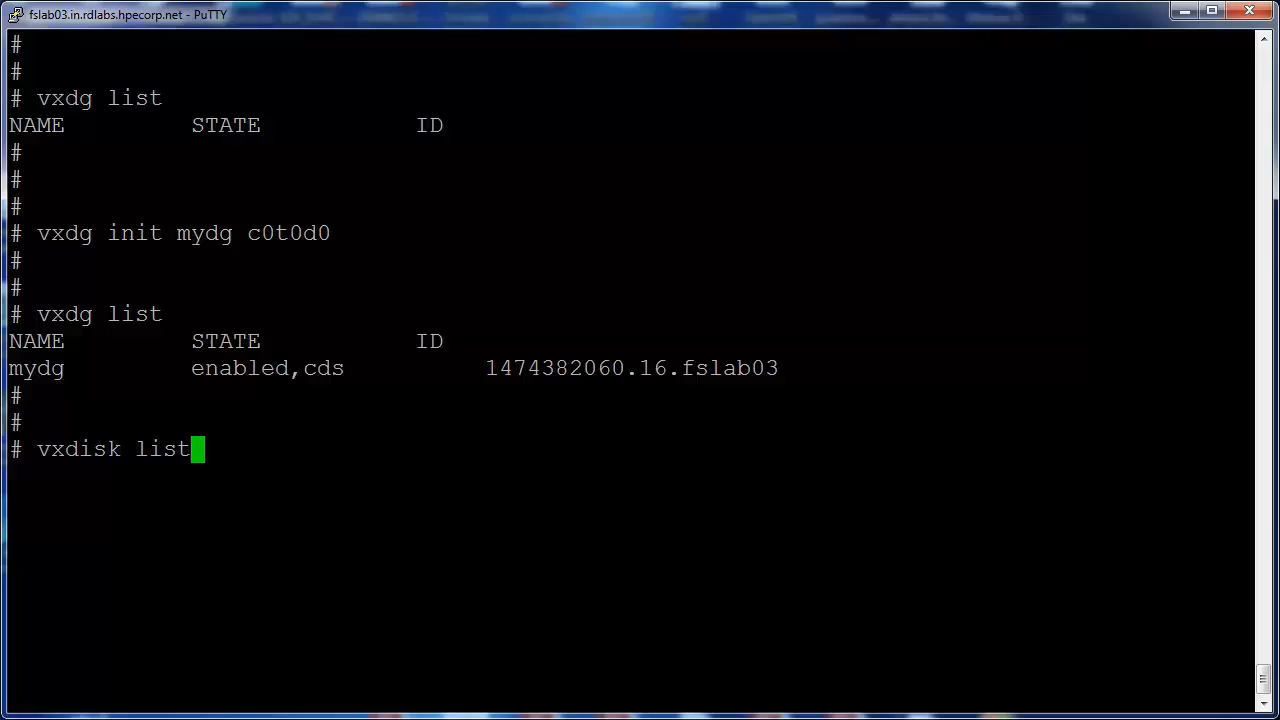 fslab03.in.rdlabs.hpecorp.net - PuTTY
#
#
# vxdg list
NAME STATE ID
#
#
#
# vxdg init mydg c0t0d0
#
#
# vxdg list
NAME STATE ID
mydg enabled,cds 1474382060.16.fslab03
#
#
# vxdisk list